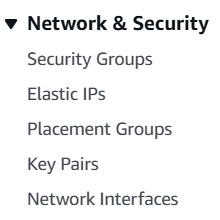 Network & Security
Security Groups
Elastic IPs
Placement Groups
Key Pairs
Network Interfaces